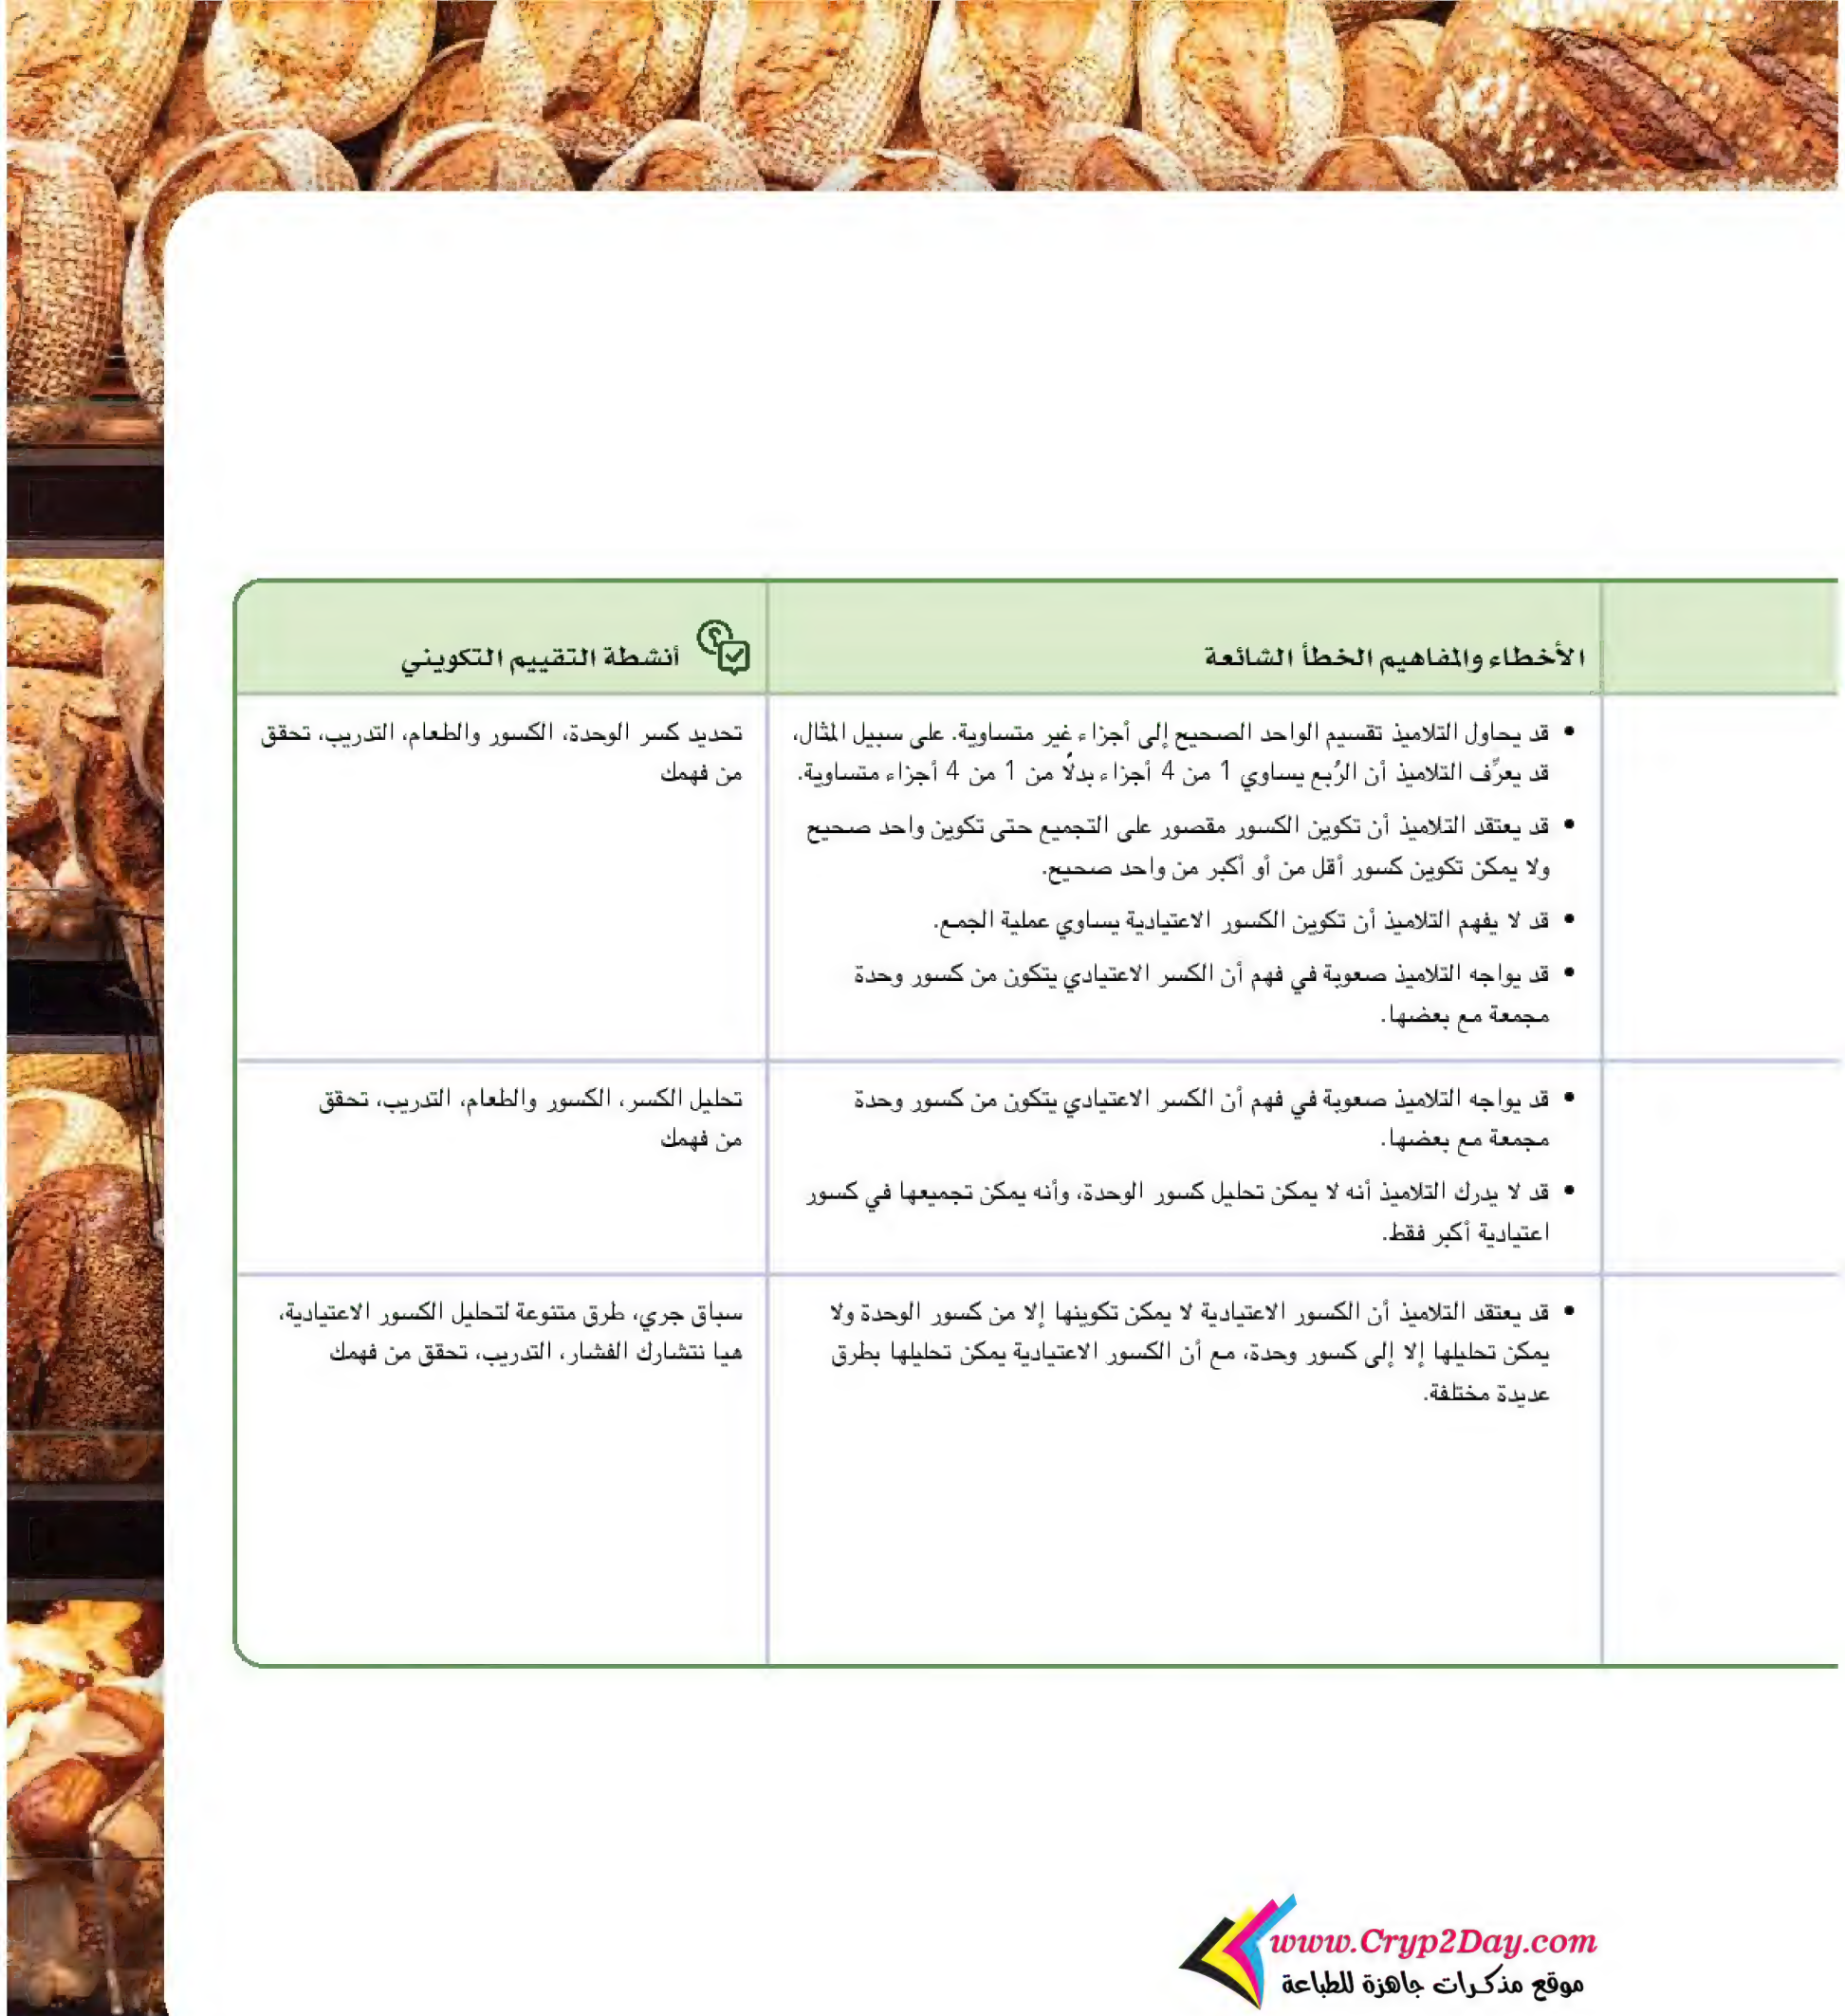 الأخطاء والمفاهيم الخطأ الشائعة
أنشطة التقييم التكويني
• قد يحاول التلاميذ تقسيم الواحد الصحيح إلى أجزاء غير متساوية. على سبيل المثال،
قد يعرِّف التلاميذ أن الرُبع يساوي 1 من 4 أجزاء بدلًا من 1 من 4 أجزاء متساوية.
• قد يعتقد التلاميذ أن تكوين الكسور مقصور على التجميع حتى تكوين واحد صحيح
ولا يمكن تكوين كسور أقل من أو أكبر من واحد صحيح.
• قد لا يفهم التلاميذ أن تكوين الكسور الاعتيادية يساوي عملية الجمع.
• قد يواجه التلاميذ صعوبة في فهم أن الكسر الاعتيادي يتكون من كسور وحدة
مجمعة مع بعضها.
تحديد كسر الوحدة، الكسور والطعام، التدريب، تحقق
من فهمك
• قد يواجه التلاميذ صعوبة في فهم أن الكسر الاعتيادي يتكون من كسور وحدة
مجمعة مع بعضها.
• قد لا يدرك التلاميذ أنه لا يمكن تحليل كسور الوحدة، وأنه يمكن تجميعها في كسور
اعتيادية أكبر فقط.
تحليل الكسر، الكسور والطعام، التدريب، تحقق
من فهمك
• قد يعتقد التلاميذ أن الكسور الاعتيادية لا يمكن تكوينها إلا من كسور الوحدة ولا
يمكن تحليلها إلا إلى كسور وحدة، مع أن الكسور الاعتيادية يمكن تحليلها بطرق
عديدة مختلفة.
سباق جري، طرق متنوعة لتحليل الكسور الاعتيادية،
هيا نتشارك الفشار، التدريب، تحقق من فهمك
www.Cryp2Day.com
موقع مذكرات جاهزة للطباعة